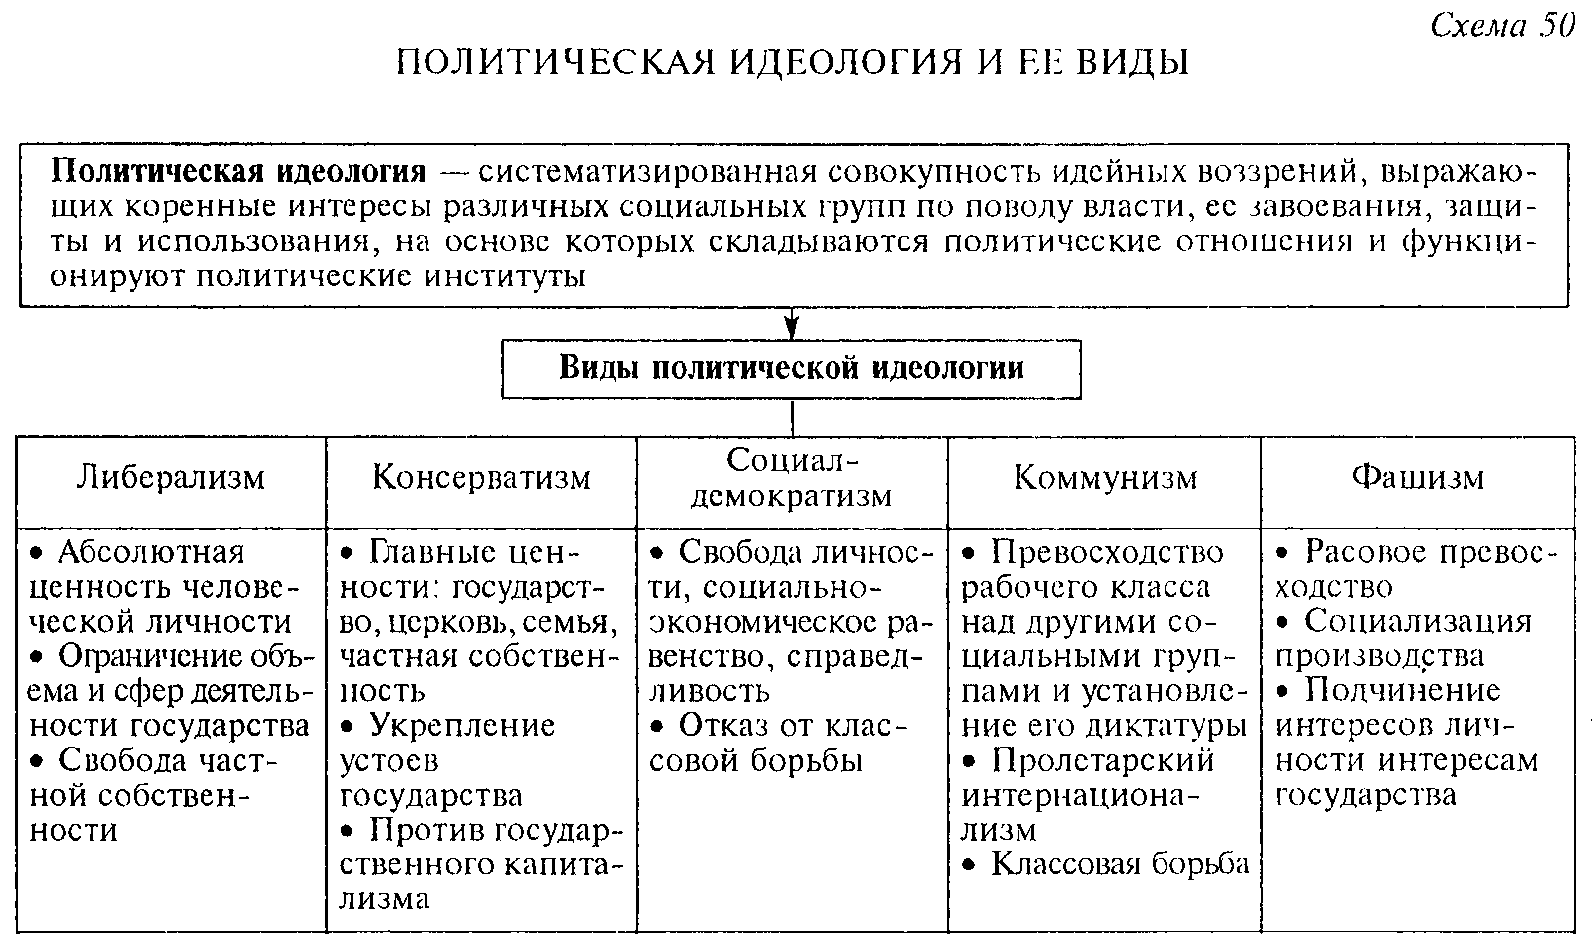 Схема 50
ПОЛИТИЧЕСКАЯ ИДЕОЛОГИЯ И ЕЕ ВИДЫ
Политическая идеология — систематизированная совокупность идейных воззрений, выражаю-
щих коренные интересы различных социальных групп по поводу власти, ее завоевания, защи-
ты и использования, на основе которых складываются политические отношения и функци-
онируют политические институты
Виды политической идеологии
Либерализм
• Абсолютная
ценность челове-
ческой личности
• Ограничение объ-
ема и сфер деятель-
ности государства
• Свобода част-
ной собствен-
ности
Консерватизм
• Главные цен-
ности: государст-
во, церковь, семья,
частная собствен-
ность
• Укрепление
устоев
государства
• Против государ-
ственного капита-
лизма
Социал-
демократизм
• Свобода личнос-
ти, социально-
экономическое ра-
венство, справед-
ливость
• Отказ от клас-
совой борьбы
Коммунизм
• Превосходство
рабочего класса
над другими со-
циальными груп-
пами и установле-
ние его диктатуры
• Пролетарский
интернациона-
лизм
• Классовая борьба
Фашизм
• Расовое превос-
ходство
• Социализация
производства
• Подчинение
интересов лич-
ности интересам
государства